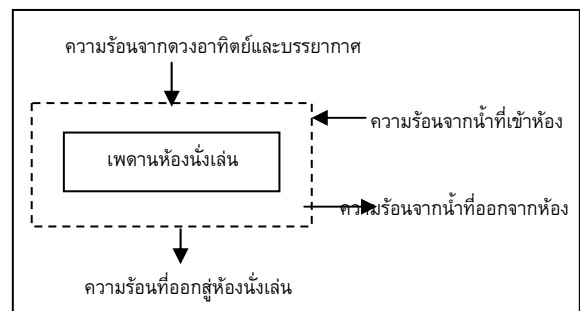 ความร้อนจากดวงอาทิตย์และบรรยากาศ
ความร้อนจากน้ำที่เข้าห้อง
เพดานห้องนั่งเล่น
ความร้อนจากน้ำที่ออกจากห้อง
ความร้อนที่ออกสู่ห้องนั่งเล่น